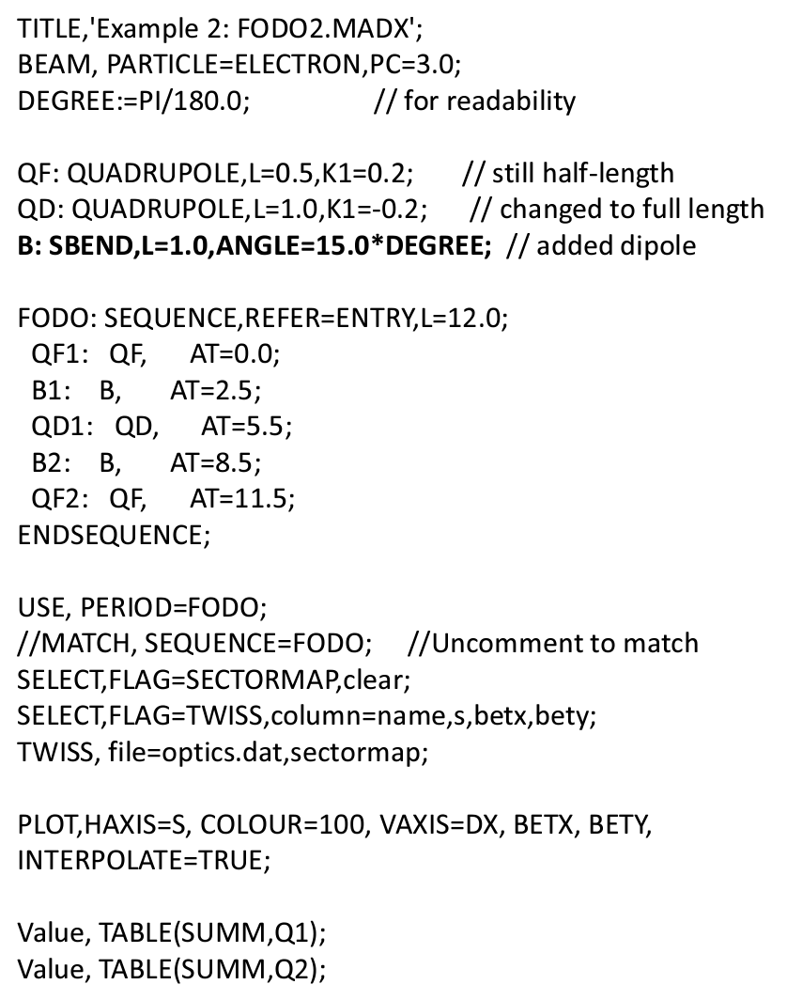 TITLE,'Example 2: FODO2.MADX';
BEAM, PARTICLE=ELECTRON,PC=3.0;
DEGREE:=PI/180.0; // for readability
QF: QUADRUPOLE,L=0.5,K1=0.2; // still half-length
QD: QUADRUPOLE,L=1.0,K1=-0.2; // changed to full length
B: SBEND,L=1.0,ANGLE=15.0*DEGREE; // added dipole
FODO: SEQUENCE,REFER=ENTRY,L=12.0;
QF1: QF, AT=0.0;
B1: B, AT=2.5;
QD1: QD, AT=5.5;
B2: B, AT=8.5;
QF2: QF, AT=11.5;
ENDSEQUENCE;
USE, PERIOD=FODO;
//MATCH, SEQUENCE=FODO; //Uncomment to match
SELECT,FLAG=SECTORMAP,clear;
SELECT,FLAG=TWISS,column=name,s,betx,bety;
TWISS, file=optics.dat,sectormap;
PLOT,HAXIS=S, COLOUR=100, VAXIS=DX, BETX, BETY,
INTERPOLATE=TRUE;
Value, TABLE(SUMM,Q1);
Value, TABLE(SUMM,Q2);